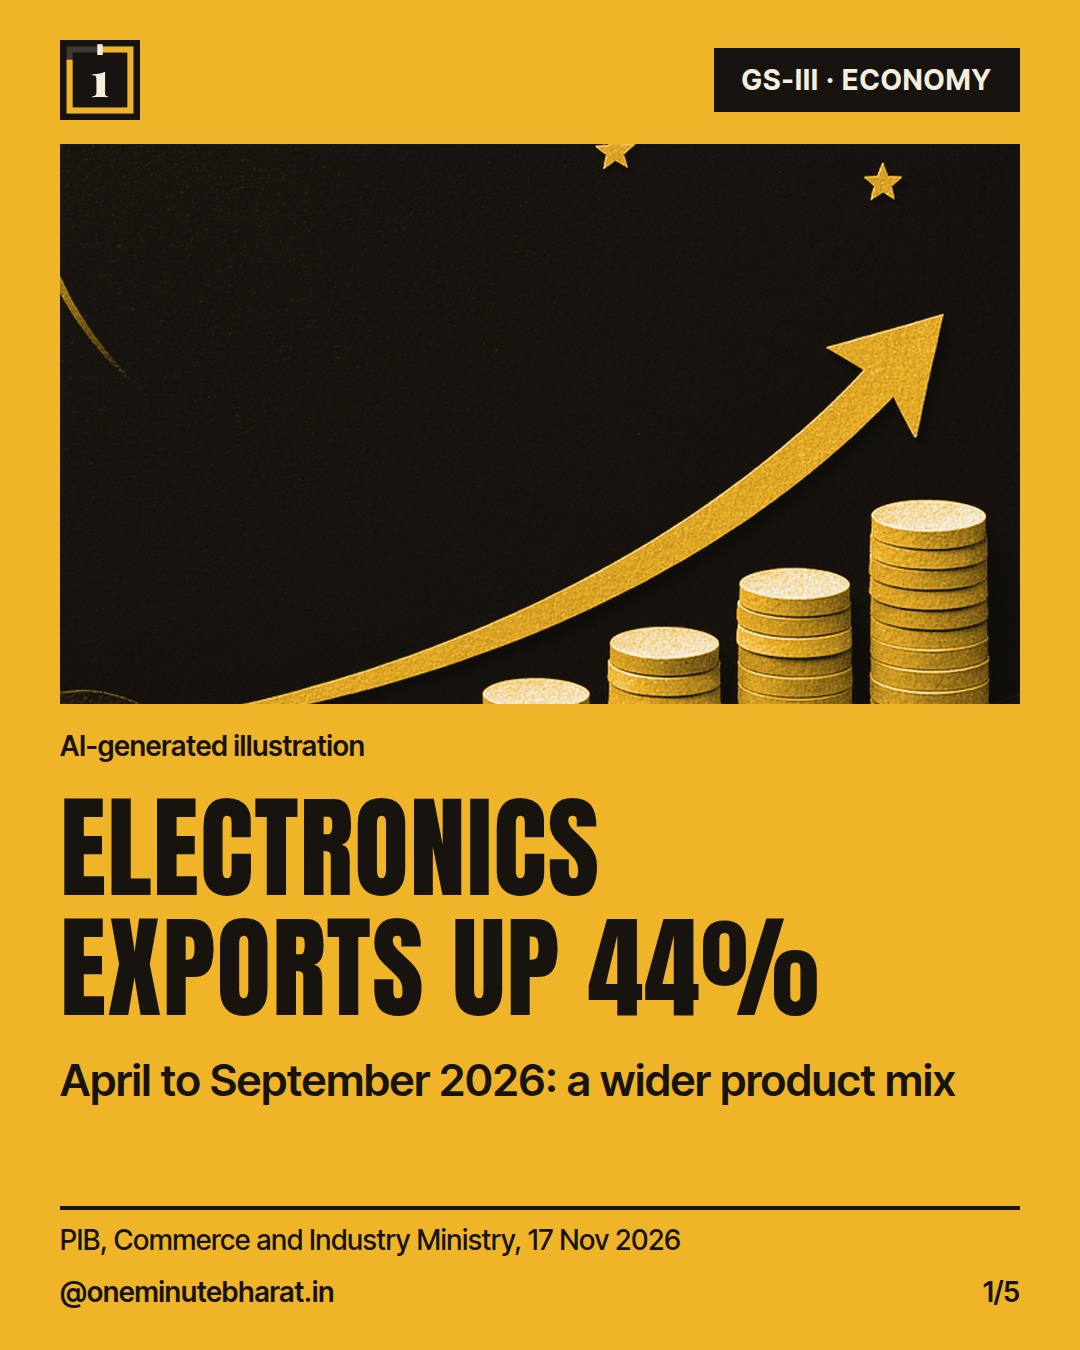 ı
GS-III · ECONOMY
AI-generated illustration
ELECTRONICS
EXPORTS UP 44%
April to September 2026: a wider product mix
PIB, Commerce and Industry Ministry, 17 Nov 2026
@oneminutebharat.in
1/5